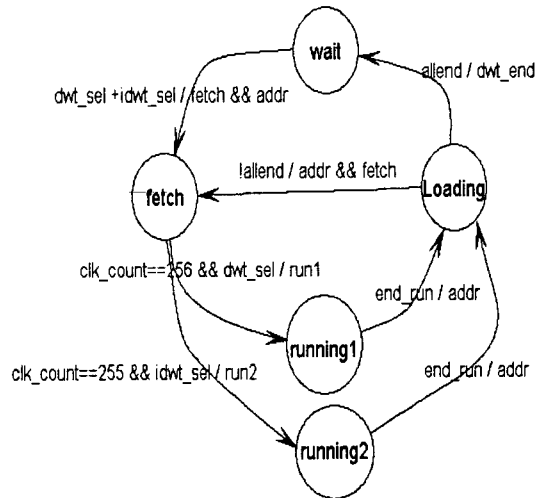 wait
allend / dwt_end
dwt_sel +idwt_sel / fetch && addr
!allend / addr && fetch
Loading
fetch
clk_count==256 && dwt_sel / run1
end_run / addr
running1
clk_count==255 && idwt_sel / run2
end_run / addr
running2